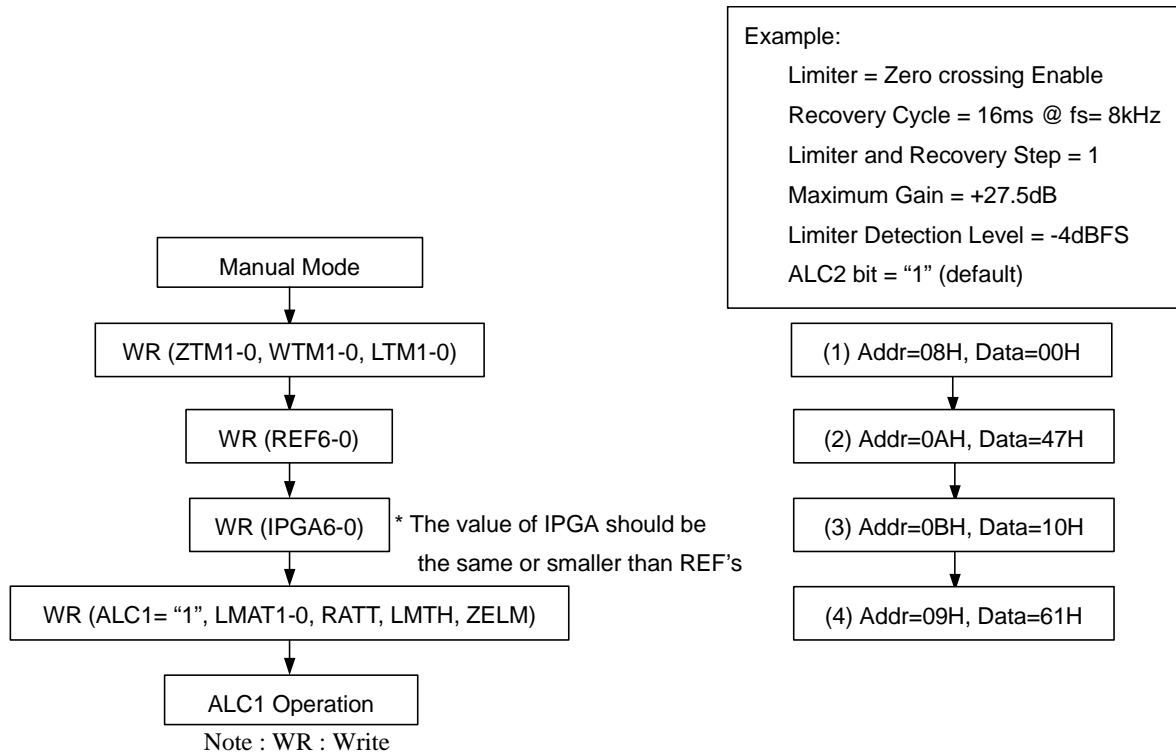 Example:
Limiter = Zero crossing Enable
Recovery Cycle = 16ms @ fs= 8kHz
Limiter and Recovery Step = 1
Maximum Gain = +27.5dB
Limiter Detection Level = -4dBFS
ALC2 bit = “1” (default)
Manual Mode
WR (ZTM1-0, WTM1-0, LTM1-0)
WR (REF6-0)
WR (IPGA6-0)
* The value of IPGA should be
the same or smaller than REF’s
WR (ALC1= “1”, LMAT1-0, RATT, LMTH, ZELM)
ALC1 Operation
Note : WR : Write
(1) Addr=08H, Data=00H
(2) Addr=0AH, Data=47H
(3) Addr=0BH, Data=10H
(4) Addr=09H, Data=61H